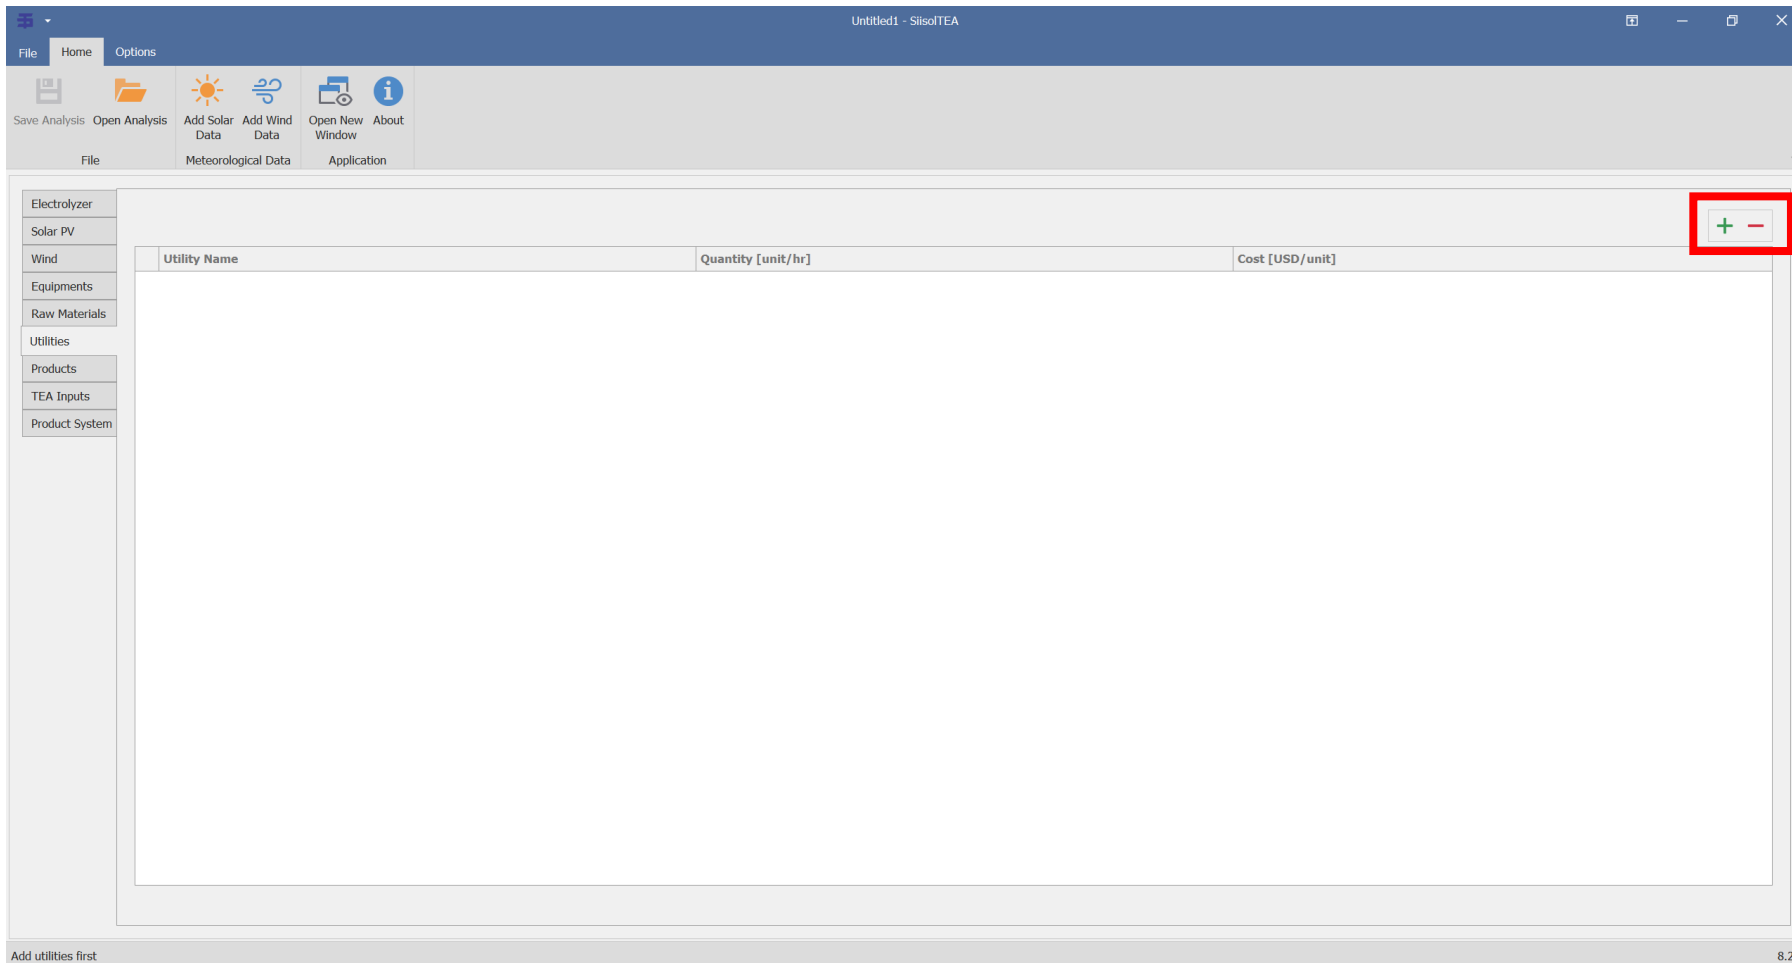 Untitled1 - SiisolTEA
File Home Options
Save Analysis Open Analysis Add Solar Data Add Wind Data Open New Window About
File Meteorological Data Application
Electrolyzer
Solar PV
Wind
Equipments
Raw Materials
Utilities
Products
TEA Inputs
Product System
Utility Name Quantity [unit/hr] Cost [USD/unit]
Add utilities first 8.2